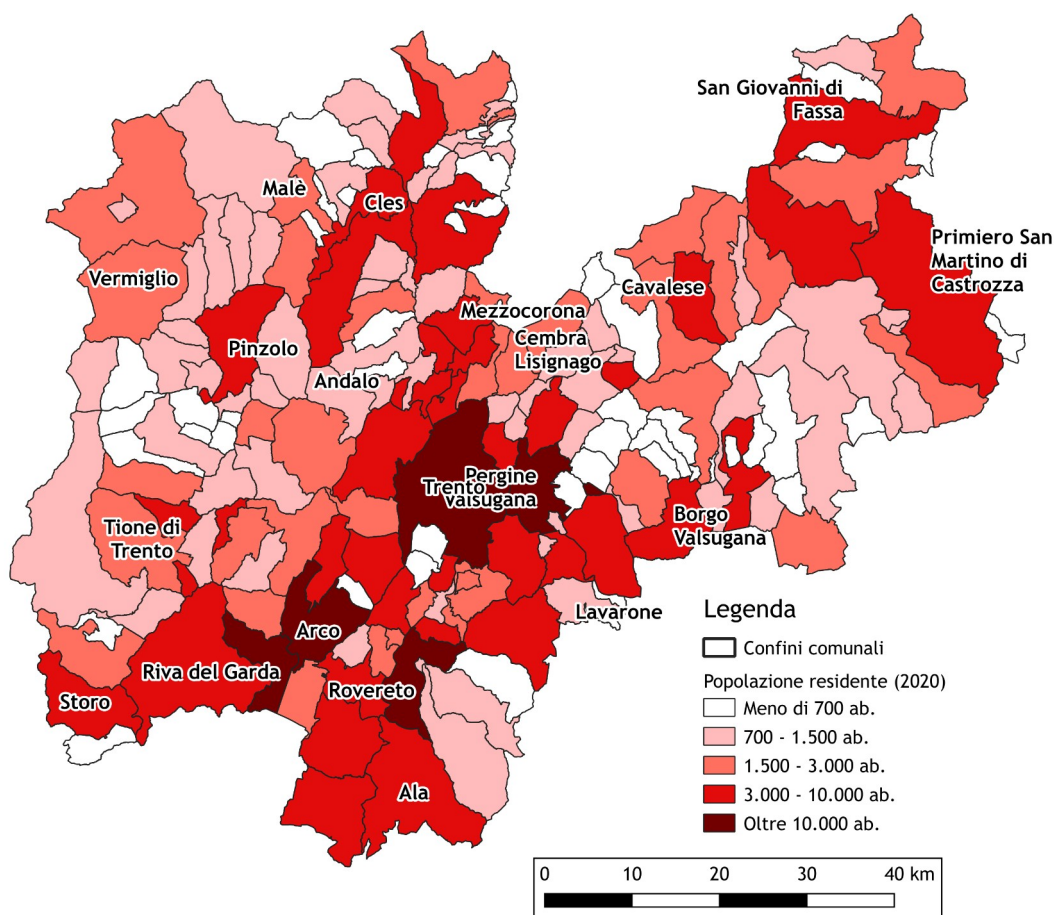 San Giovanni di
Fassa
Malè
Cles
Primiero San
Martino di
Castrozza
Vermiglio
Cavalese
Mezzocorona
Cembra
Lisignago
Pinzolo
Andalo
Pergine
Valsugana
Trento
Borgo
Valsugana
Tione di
Trento
Lavarone
Arco
Riva del Garda
Rovereto
Storo
Ala
Legenda
Confini comunali
Popolazione residente (2020)
Meno di 700 ab.
700 - 1.500 ab.
1.500 - 3.000 ab.
3.000 - 10.000 ab.
Oltre 10.000 ab.
0 10 20 30 40 km